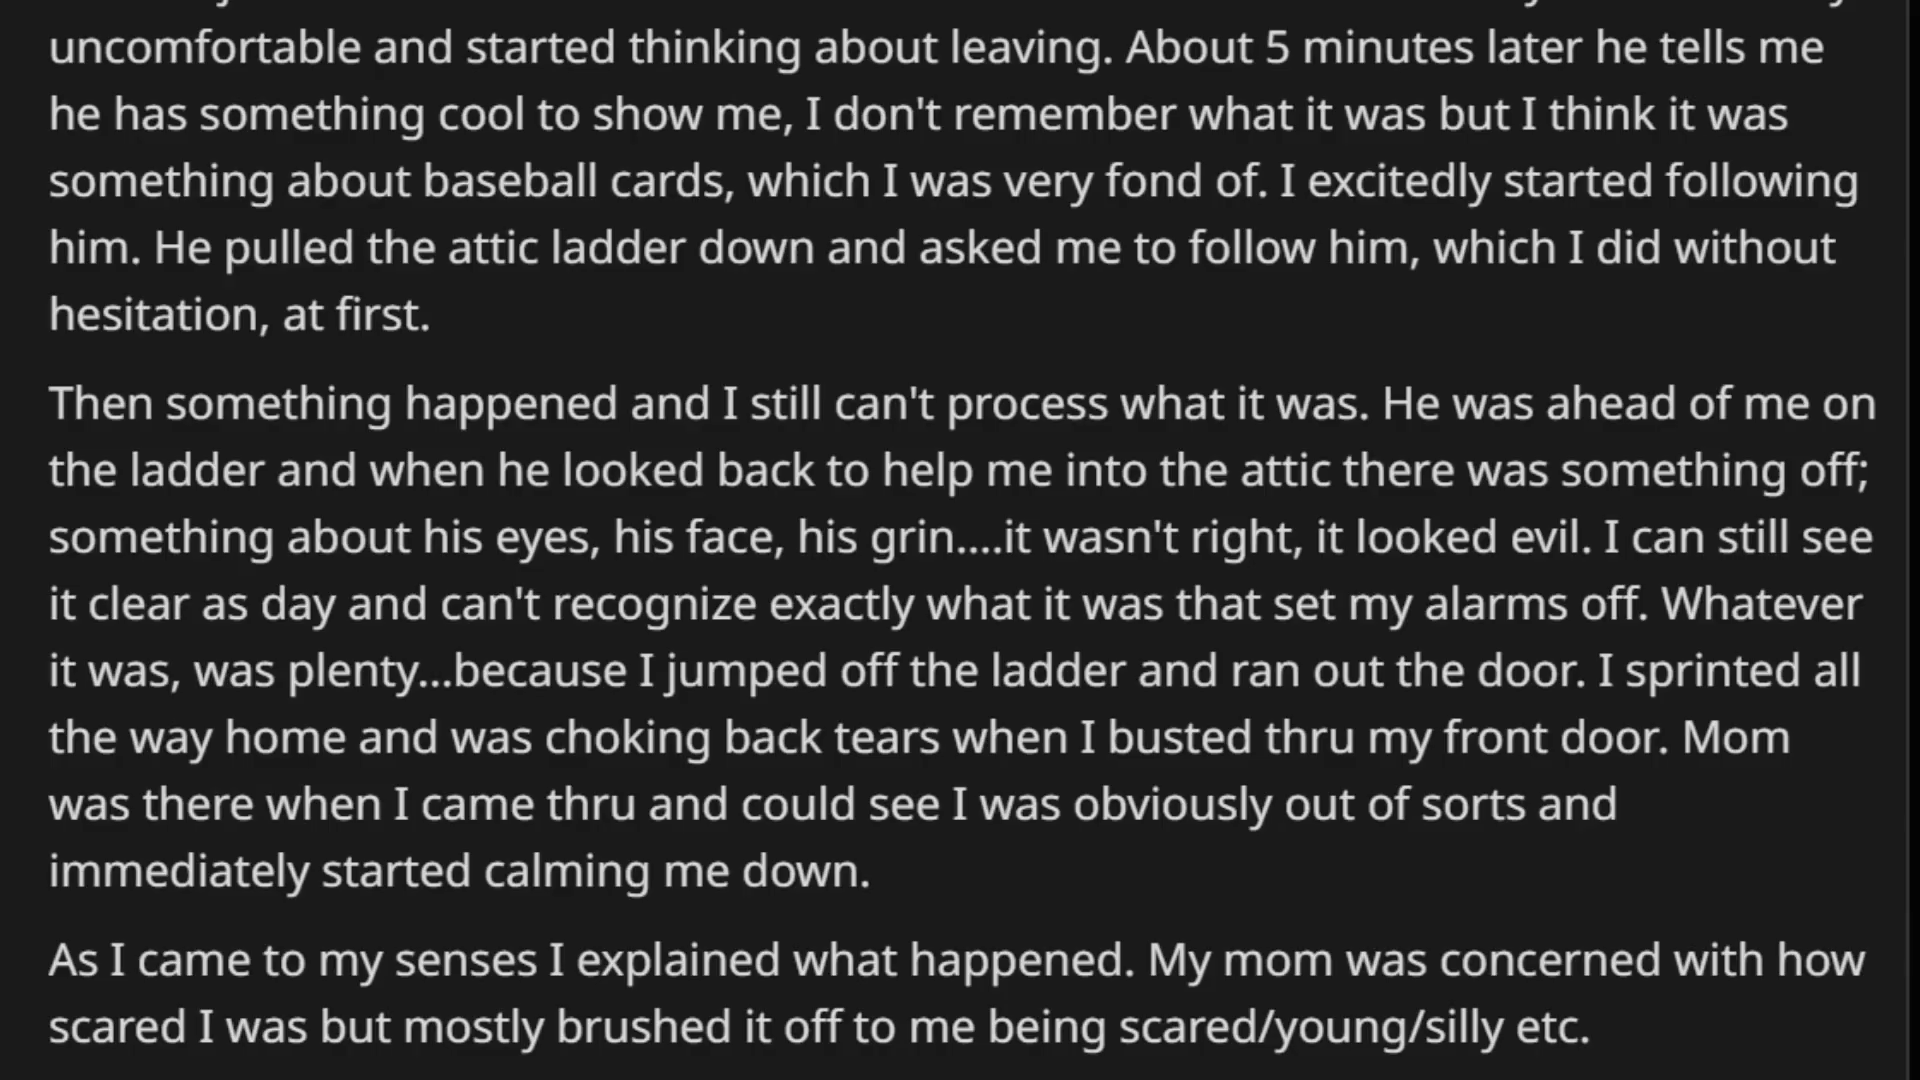 uncomfortable and started thinking about leaving. About 5 minutes later he tells me
he has something cool to show me, I don't remember what it was but I think it was
something about baseball cards, which I was very fond of. I excitedly started following
him. He pulled the attic ladder down and asked me to follow him, which I did without
hesitation, at first.
Then something happened and I still can't process what it was. He was ahead of me on
the ladder and when he looked back to help me into the attic there was something off;
something about his eyes, his face, his grin....it wasn't right, it looked evil. I can still see
it clear as day and can't recognize exactly what it was that set my alarms off. Whatever
it was, was plenty...because I jumped off the ladder and ran out the door. I sprinted all
the way home and was choking back tears when I busted thru my front door. Mom
was there when I came thru and could see I was obviously out of sorts and
immediately started calming me down.
As I came to my senses I explained what happened. My mom was concerned with how
scared I was but mostly brushed it off to me being scared/young/silly etc.